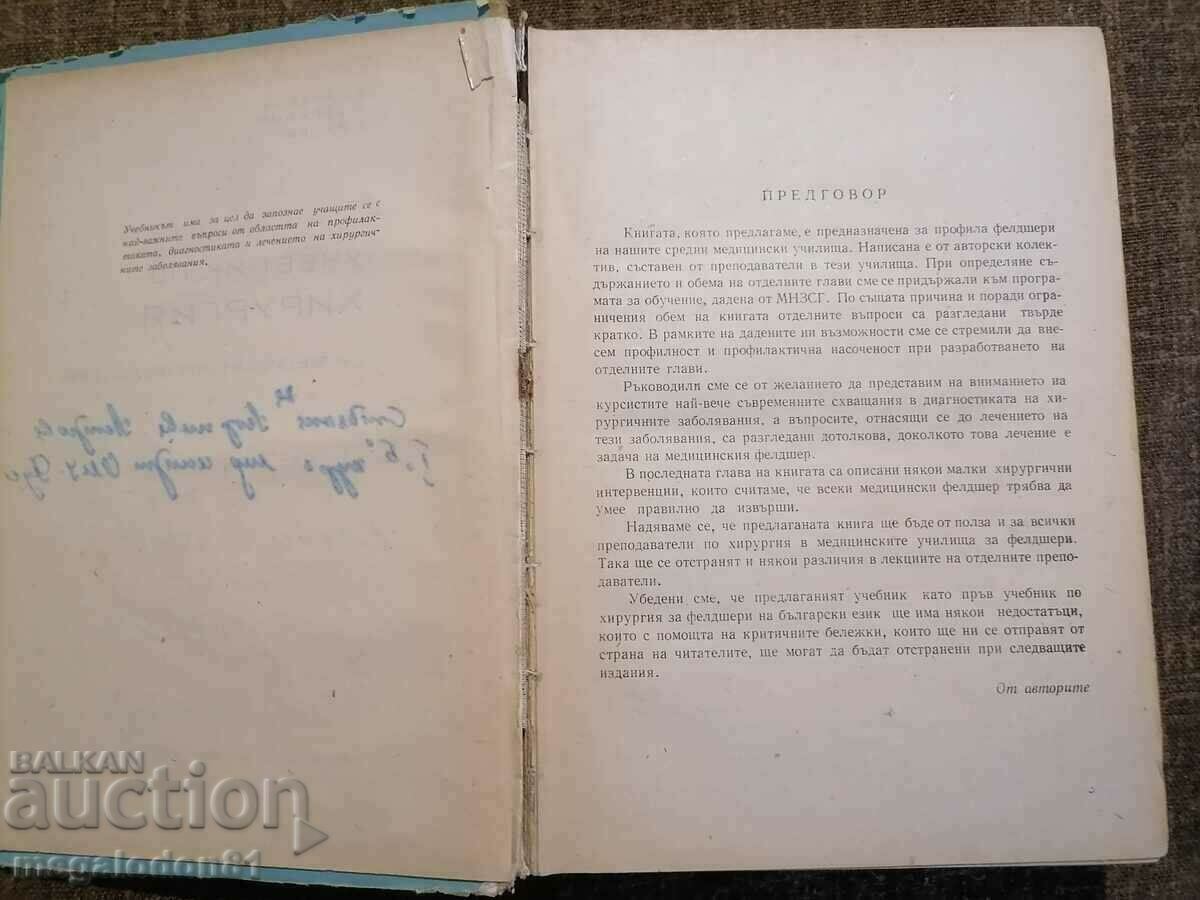 Учебникът има за цел да запознае учащите се с
най-важните въпроси от областта на профилак-
тиката, диагностиката и лечението на хирургич-
ните заболявания.
ХИРУРГИЯ
ПРЕДГОВОР
Книгата, която предлагаме, е предназначена за профила фелдшери
на нашите средни медицински училища. Написана е от авторски колек-
тив, съставен от преподаватели в тези училища. При определяне съ-
държанието и обема на отделните глави сме се придържали към програ-
мата за обучение, дадена от МНЗСГ. По същата причина и поради огра-
ничения обем на книгата отделните въпроси са разгледани твърде
кратко. В рамките на дадените ни възможности сме се стремили да вне-
сем профилност и профилактична насоченост при разработването на
отделните глави.
Ръководили сме се от желанието да представим на вниманието на
курсистите най-вече съвременните схващания в диагностиката на хи-
рургичните заболявания, а въпросите, отнасящи се до лечението на
тези заболявания, са разгледани дотолкова, доколкото това лечение е
задача на медицинския фелдшер.
В последната глава на книгата са описани някои малки хирургични
интервенции, които считаме, че всеки медицински фелдшер трябва да
умее правилно да извърши.
Надяваме се, че предлаганата книга ще бъде от полза и за всички
преподаватели по хирургия в медицинските училища за фелдшери.
Така ще се отстранят и някои различия в лекциите на отделните препо-
даватели.
Убедени сме, че предлаганият учебник като пръв учебник по
хирургия за фелдшери на български език ще има някои недостатъци,
които с помощта на критичните бележки, които ще ни се отправят от
страна на читателите, ще могат да бъдат отстранени при следващите
издания.
От авторите
BALKAN
auction
megalodon81